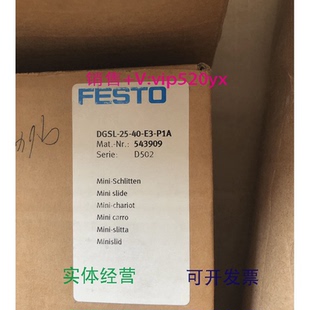 销售：V:vip520yx
FESTO
DGSL-25-40-E3-P1A
Mat.-Nr.: 543909
Serie: D502
Mini-Schlitten
Mini slide
Mini-chariot
Mini carro
Mini-slitta
Minislid
实体经营
可开发票